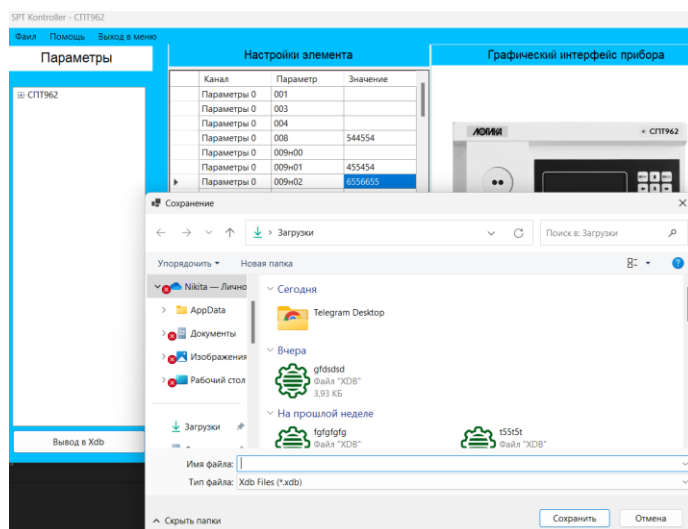 SPT Kontroller - СПТ962
Фаил Помощь Выход в меню
Параметры
Настройки элемента
Графический интерфейс прибора
СПТ962
Канал Параметр Значение
Параметры 0 001
Параметры 0 003
Параметры 0 004
Параметры 0 008 544554
Параметры 0 009н00
Параметры 0 009н01 455454
Параметры 0 009н02 6556655
ЛОГИКА
СПТ962
Вывод в Xdb
Сохранение
Загрузки
Поиск в: Загрузки
Упорядочить Новая папка
Nikita — Лично
AppData
Документы
Изображения
Рабочий стол
Загрузки
Сегодня
Telegram Desktop
Вчера
gfdsdsd
Файл "XDB"
3,93 КБ
На прошлой неделе
fgfgfgfg
Файл "XDB"
t55t5t
Файл "XDB"
Имя файла:
Тип файла: Xdb Files (*.xdb)
Скрыть папки
Сохранить
Отмена